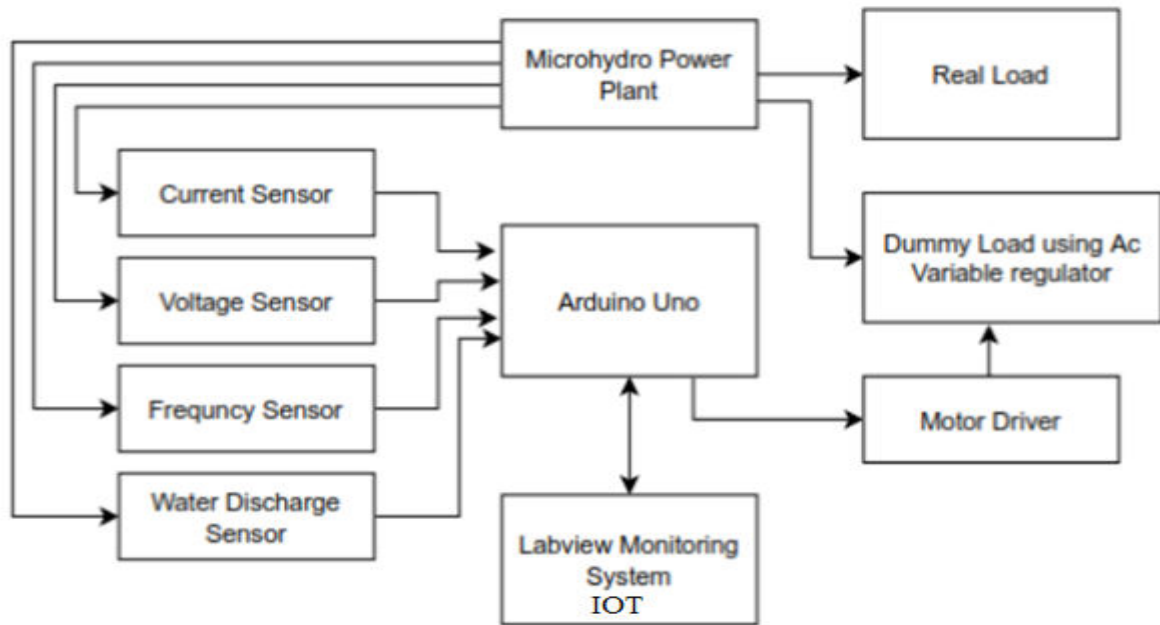 Microhydro Power
Plant
Real Load
Current Sensor
Voltage Sensor
Frequncy Sensor
Water Discharge
Sensor
Arduino Uno
Dummy Load using Ac
Variable regulator
Motor Driver
Labview Monitoring
System
IOT